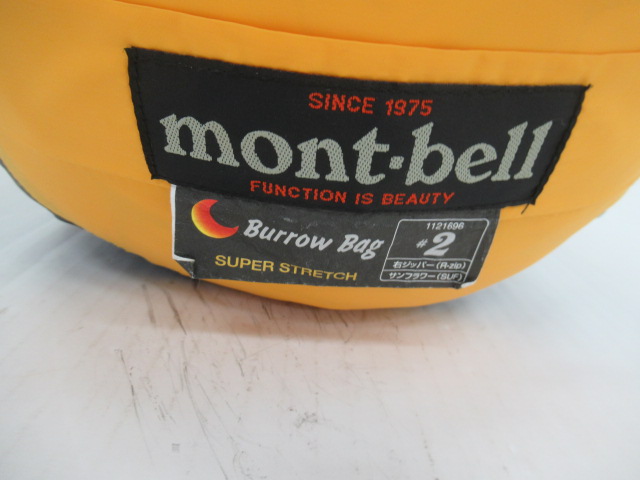 SINCE 1975
mont-bell
FUNCTION IS BEAUTY
Burrow Bag
SUPER STRETCH
1121696
#2
右ジッパー(R-zip)
サンフラワー(SUF)